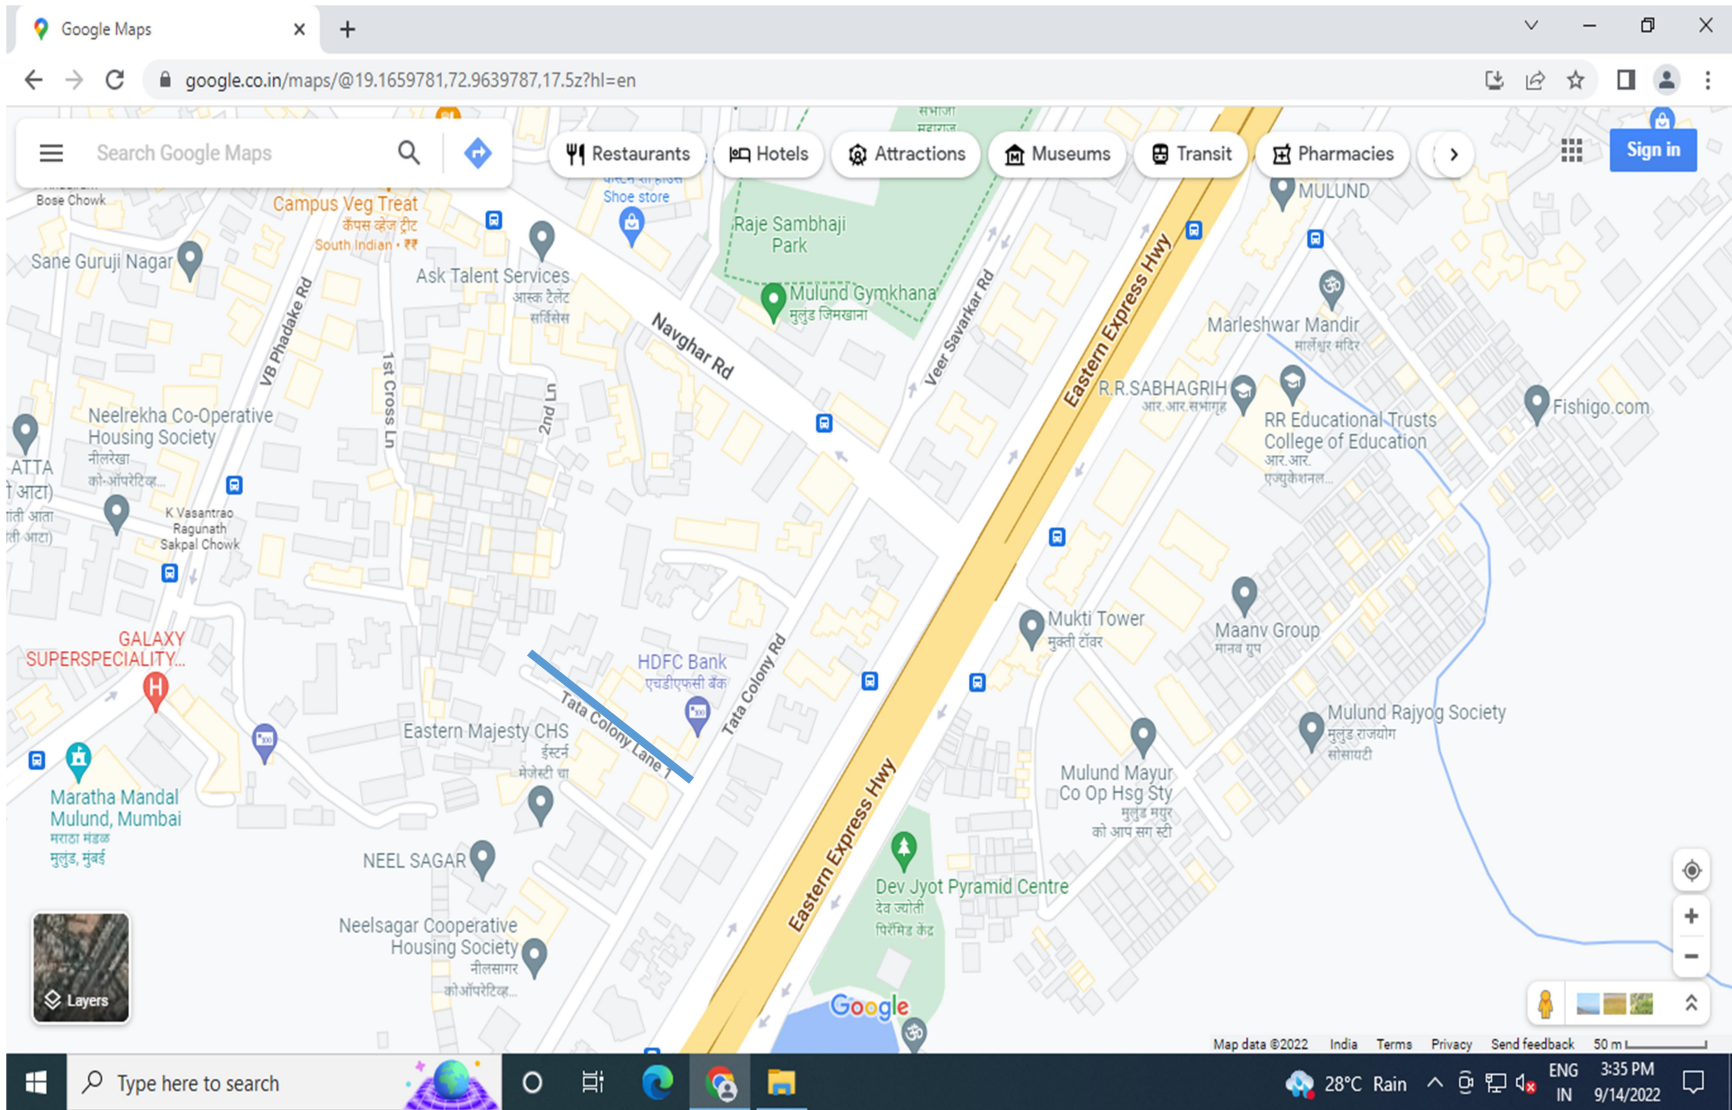 Google Maps
google.co.in/maps/@19.1659781,72.9639787,17.5z?hl=en
Search Google Maps
Restaurants
Hotels
Attractions
Museums
Transit
Pharmacies
Sign in
Bose Chowk
Campus Veg Treat
कॅंपस व्हेज ट्रीट
South Indian • ₹₹
Shoe store
Raje Sambhaji
Park
MULUND
Sane Guruji Nagar
Ask Talent Services
आस्क टैलेंट
सर्विसेस
Mulund Gymkhana
मुलुंड जिमखाना
VB Phadake Rd
1st Cross Ln
2nd Ln
Navghar Rd
Veer Savarkar Rd
Eastern Express Hwy
Marleshwar Mandir
मार्लेश्वर मंदिर
R.R.SABHAGRIH
आर.आर.सभागृह
RR Educational Trusts
College of Education
आर.आर.
एज्युकेशनल...
Fishigo.com
Neelrekha Co-Operative
Housing Society
नीलरेखा
को-ऑपरेटिव्ह...
ATTA
K Vasantrao
Ragunath
Sakpal Chowk
GALAXY
SUPERSPECIALITY...
HDFC Bank
एचडीएफसी बँक
Tata Colony Rd
Tata Colony Lane 1
Mukti Tower
मुक्ती टॉवर
Maanv Group
मानव ग्रुप
Eastern Majesty CHS
ईस्टर्न
मेजेस्टी चा
Mulund Rajyog Society
मुलुंड राजयोग
सोसायटी
Mulund Mayur
Co Op Hsg Sty
मुलुंड मयुर
को आप सग स्टी
Maratha Mandal
Mulund, Mumbai
मराठा मंडळ
मुलुंड, मुंबई
NEEL SAGAR
Eastern Express Hwy
Dev Jyot Pyramid Centre
देव ज्योती
पिरॅमिड केंद्र
Neelsagar Cooperative
Housing Society
नीलसागर
कोऑपरेटिव्ह...
Layers
Google
Map data ©2022 India Terms Privacy Send feedback 50 m
Type here to search
28°C Rain
ENG
IN
3:35 PM
9/14/2022